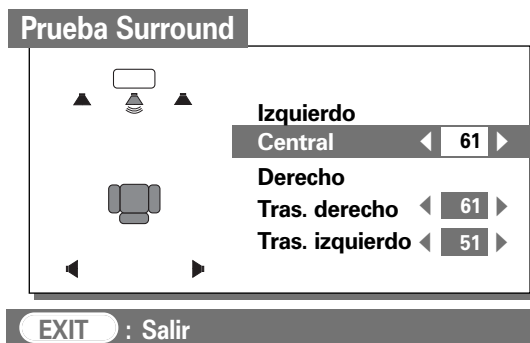 Prueba Surround
Izquierdo
Central 61
Derecho
Tras. derecho 61
Tras. izquierdo 51
EXIT : Salir